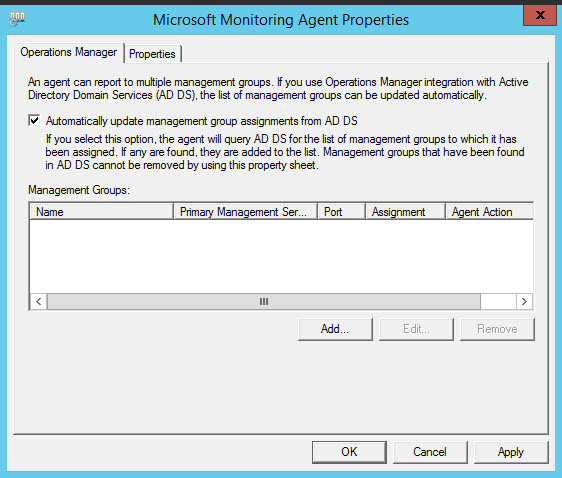 Microsoft Monitoring Agent Properties
x
Operations Manager Properties
An agent can report to multiple management groups. If you use Operations Manager integration with Active
Directory Domain Services (AD DS), the list of management groups can be updated automatically.
Automatically update management group assignments from AD DS
If you select this option, the agent will query AD DS for the list of management groups to which it has
been assigned. If any are found, they are added to the list. Management groups that have been found
in AD DS cannot be removed by using this property sheet.
Management Groups:
Name Primary Management Ser... Port Assignment Agent Action
Add... Edit... Remove
OK Cancel Apply